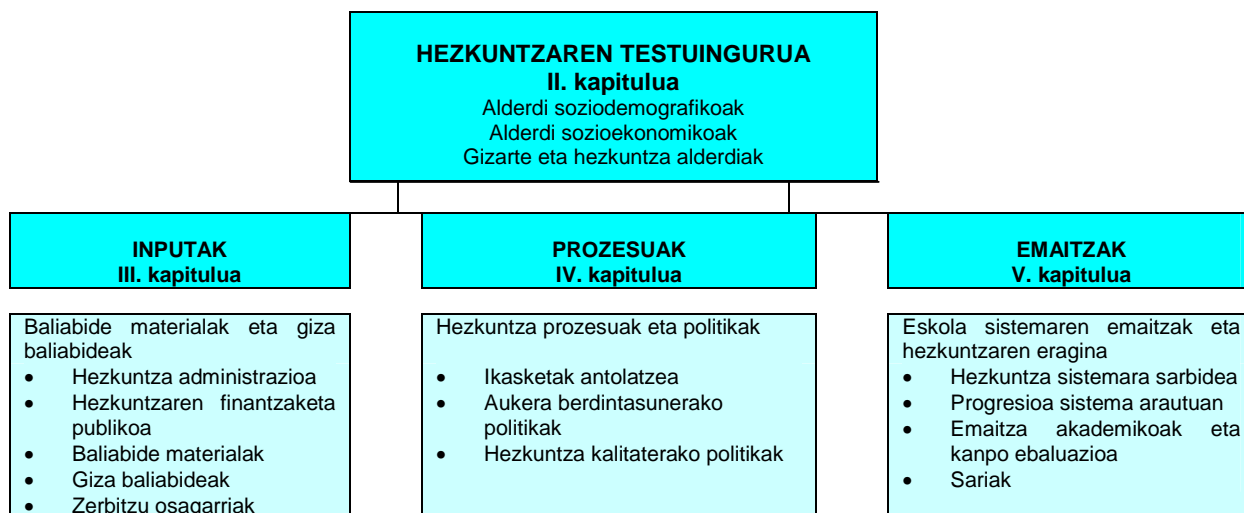 HEZKUNTZAREN TESTUINGURUA
II. kapitulua
Alderdi soziodemografikoak
Alderdi sozioekonomikoak
Gizarte eta hezkuntza alderdiak
INPUTAK
III. kapitulua
Baliabide materialak eta giza
baliabideak
• Hezkuntza administrazioa
• Hezkuntzaren finantzaketa
publikoa
• Baliabide materialak
• Giza baliabideak
• Zerbitzu osagarriak
PROZESUAK
IV. kapitulua
Hezkuntza prozesuak eta politikak
• Ikasketak antolatzea
• Aukera berdintasunerako
politikak
• Hezkuntza kalitaterako politikak
EMAITZAK
V. kapitulua
Eskola sistemaren emaitzak eta
hezkuntzaren eragina
• Hezkuntza sistemara sarbidea
• Progresioa sistema arautuan
• Emaitza akademikoak eta
kanpo ebaluazioa
• Sariak